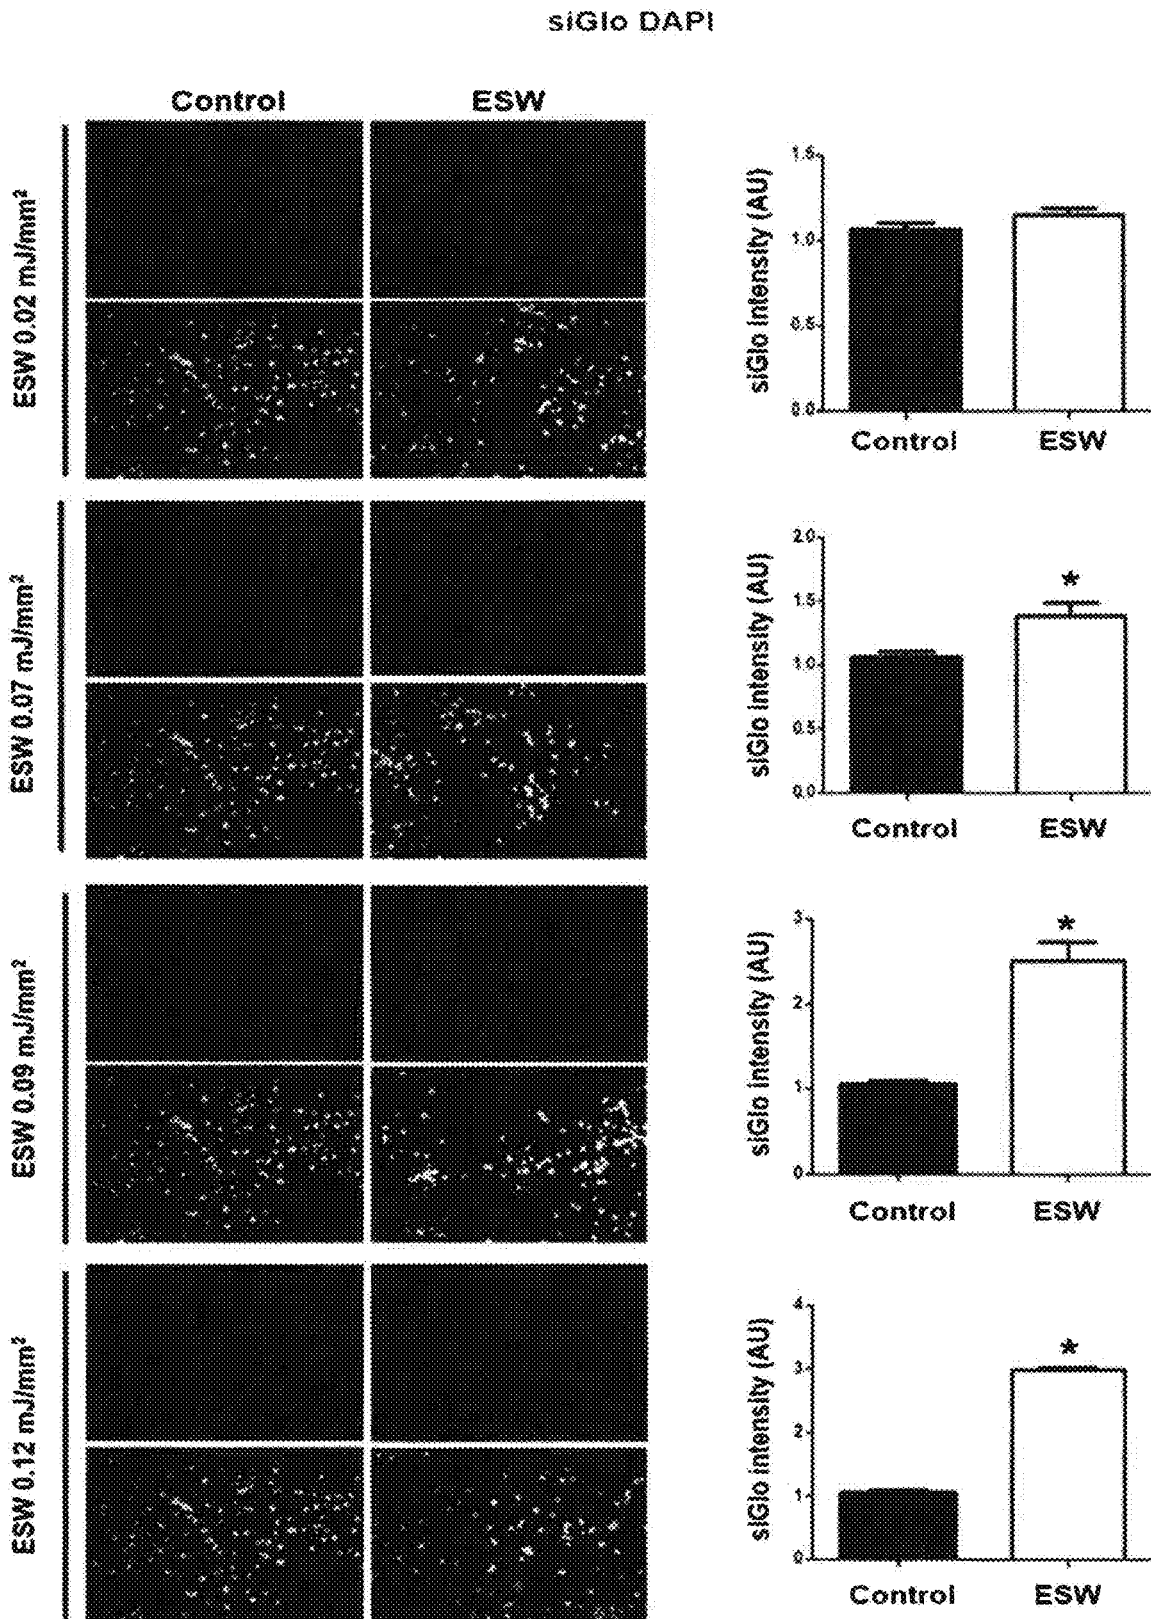 siGlo DAPI
Control
ESW
ESW 0.02 mJ/mm²
siGlo intensity (AU)
1.5
1.0
0.5
0.0
Control
ESW
ESW 0.07 mJ/mm²
siGlo intensity (AU)
2.0
1.5
1.0
0.5
0.0
*
Control
ESW
ESW 0.09 mJ/mm²
siGlo intensity (AU)
3
2
1
0
*
Control
ESW
ESW 0.12 mJ/mm²
siGlo intensity (AU)
4
3
2
1
0
*
Control
ESW